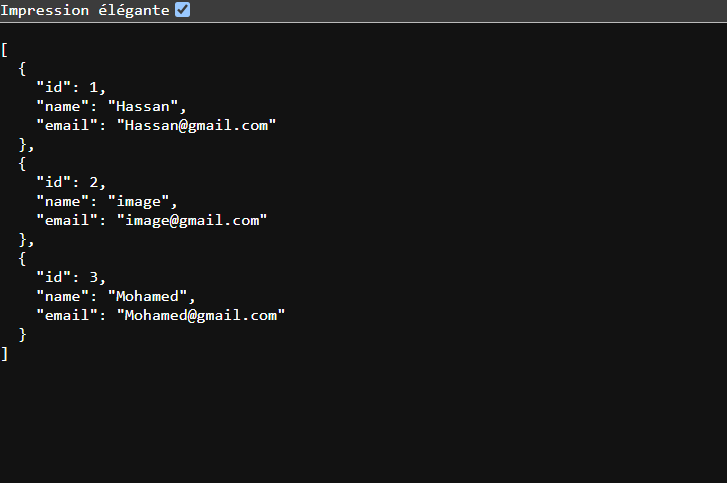 Impression élégante
[
  {
    "id": 1,
    "name": "Hassan",
    "email": "Hassan@gmail.com"
  },
  {
    "id": 2,
    "name": "image",
    "email": "image@gmail.com"
  },
  {
    "id": 3,
    "name": "Mohamed",
    "email": "Mohamed@gmail.com"
  }
]